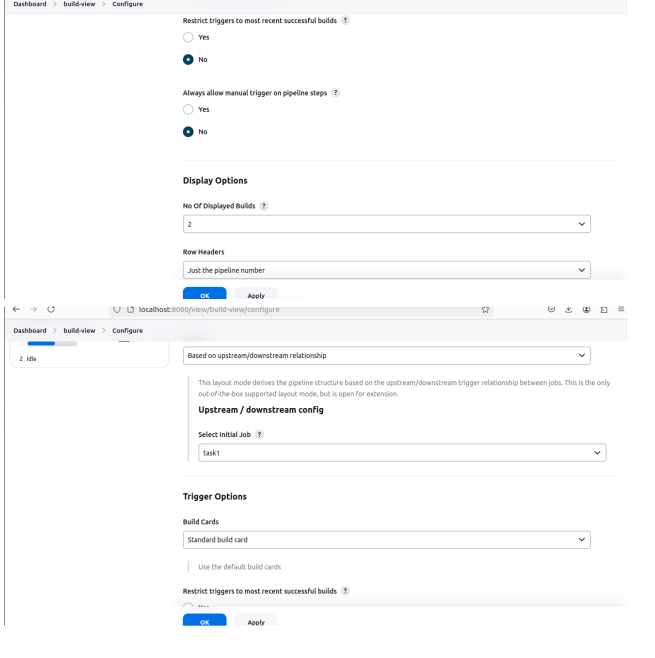 Dashboard > build-view > Configure
Restrict triggers to most recent successful builds ?
Yes
No
Always allow manual trigger on pipeline steps ?
Yes
No
Display Options
No Of Displayed Builds ?
2
Row Headers
Just the pipeline number
OK Apply
localhost:8080/view/build-view/configure
Dashboard > build-view > Configure
2 Idle
Based on upstream/downstream relationship
This layout mode derives the pipeline structure based on the upstream/downstream trigger relationship between jobs. This is the only
out-of-the-box supported layout mode, but is open for extension.
Upstream / downstream config
Select Initial Job ?
task1
Trigger Options
Build Cards
Standard build card
Use the default build cards
Restrict triggers to most recent successful builds ?
OK Apply